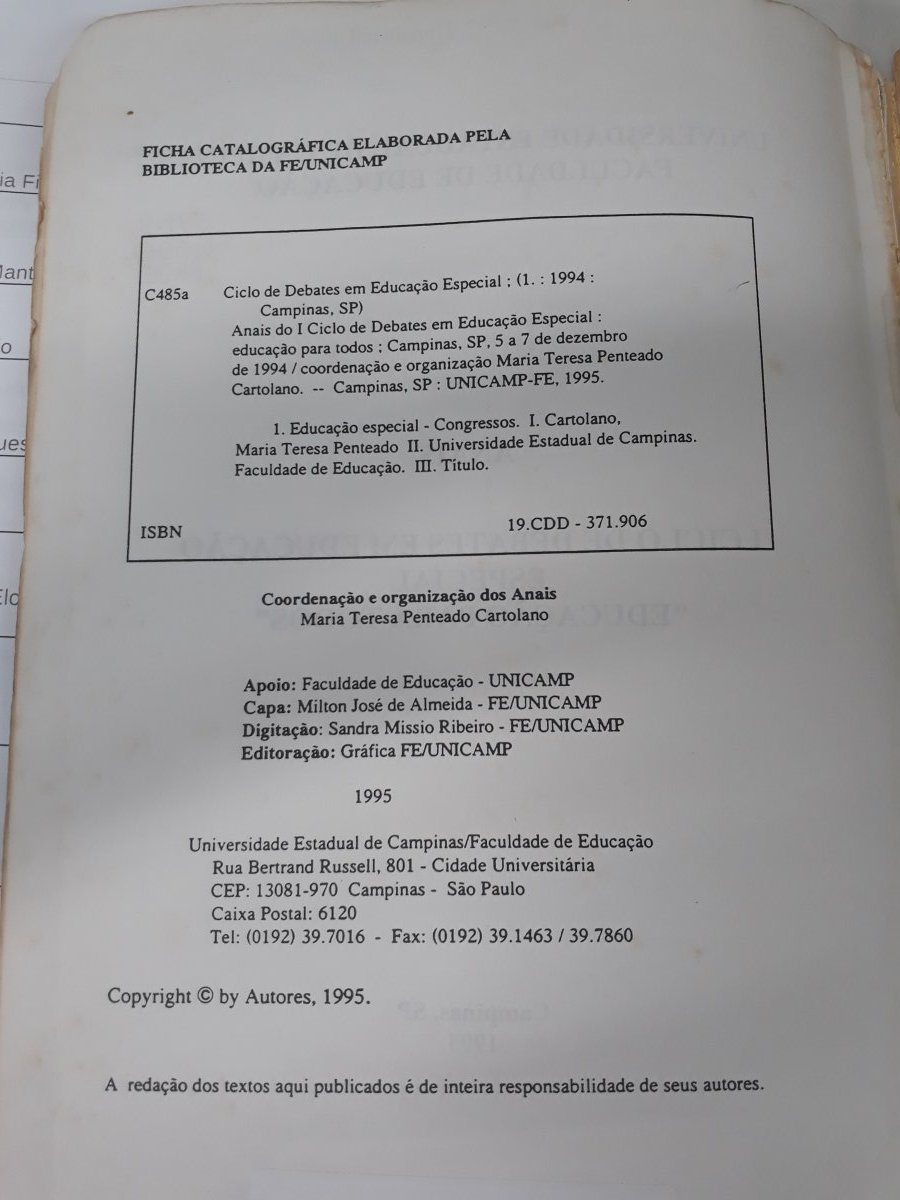 FICHA CATALOGRÁFICA ELABORADA PELA
BIBLIOTECA DA FE/UNICAMP
C485a Ciclo de Debates em Educação Especial ; (1. : 1994 :
Campinas, SP)
Anais do I Ciclo de Debates em Educação Especial :
educação para todos ; Campinas, SP, 5 a 7 de dezembro
de 1994 / coordenação e organização Maria Teresa Penteado
Cartolano. -- Campinas, SP : UNICAMP-FE, 1995.
1. Educação especial - Congressos. I. Cartolano,
Maria Teresa Penteado II. Universidade Estadual de Campinas.
Faculdade de Educação. III. Título.
ISBN 19.CDD - 371.906
Coordenação e organização dos Anais
Maria Teresa Penteado Cartolano
Apoio: Faculdade de Educação - UNICAMP
Capa: Milton José de Almeida - FE/UNICAMP
Digitação: Sandra Missio Ribeiro - FE/UNICAMP
Editoração: Gráfica FE/UNICAMP
1995
Universidade Estadual de Campinas/Faculdade de Educação
Rua Bertrand Russell, 801 - Cidade Universitária
CEP: 13081-970 Campinas - São Paulo
Caixa Postal: 6120
Tel: (0192) 39.7016 - Fax: (0192) 39.1463 / 39.7860
Copyright © by Autores, 1995.
A redação dos textos aqui publicados é de inteira responsabilidade de seus autores.